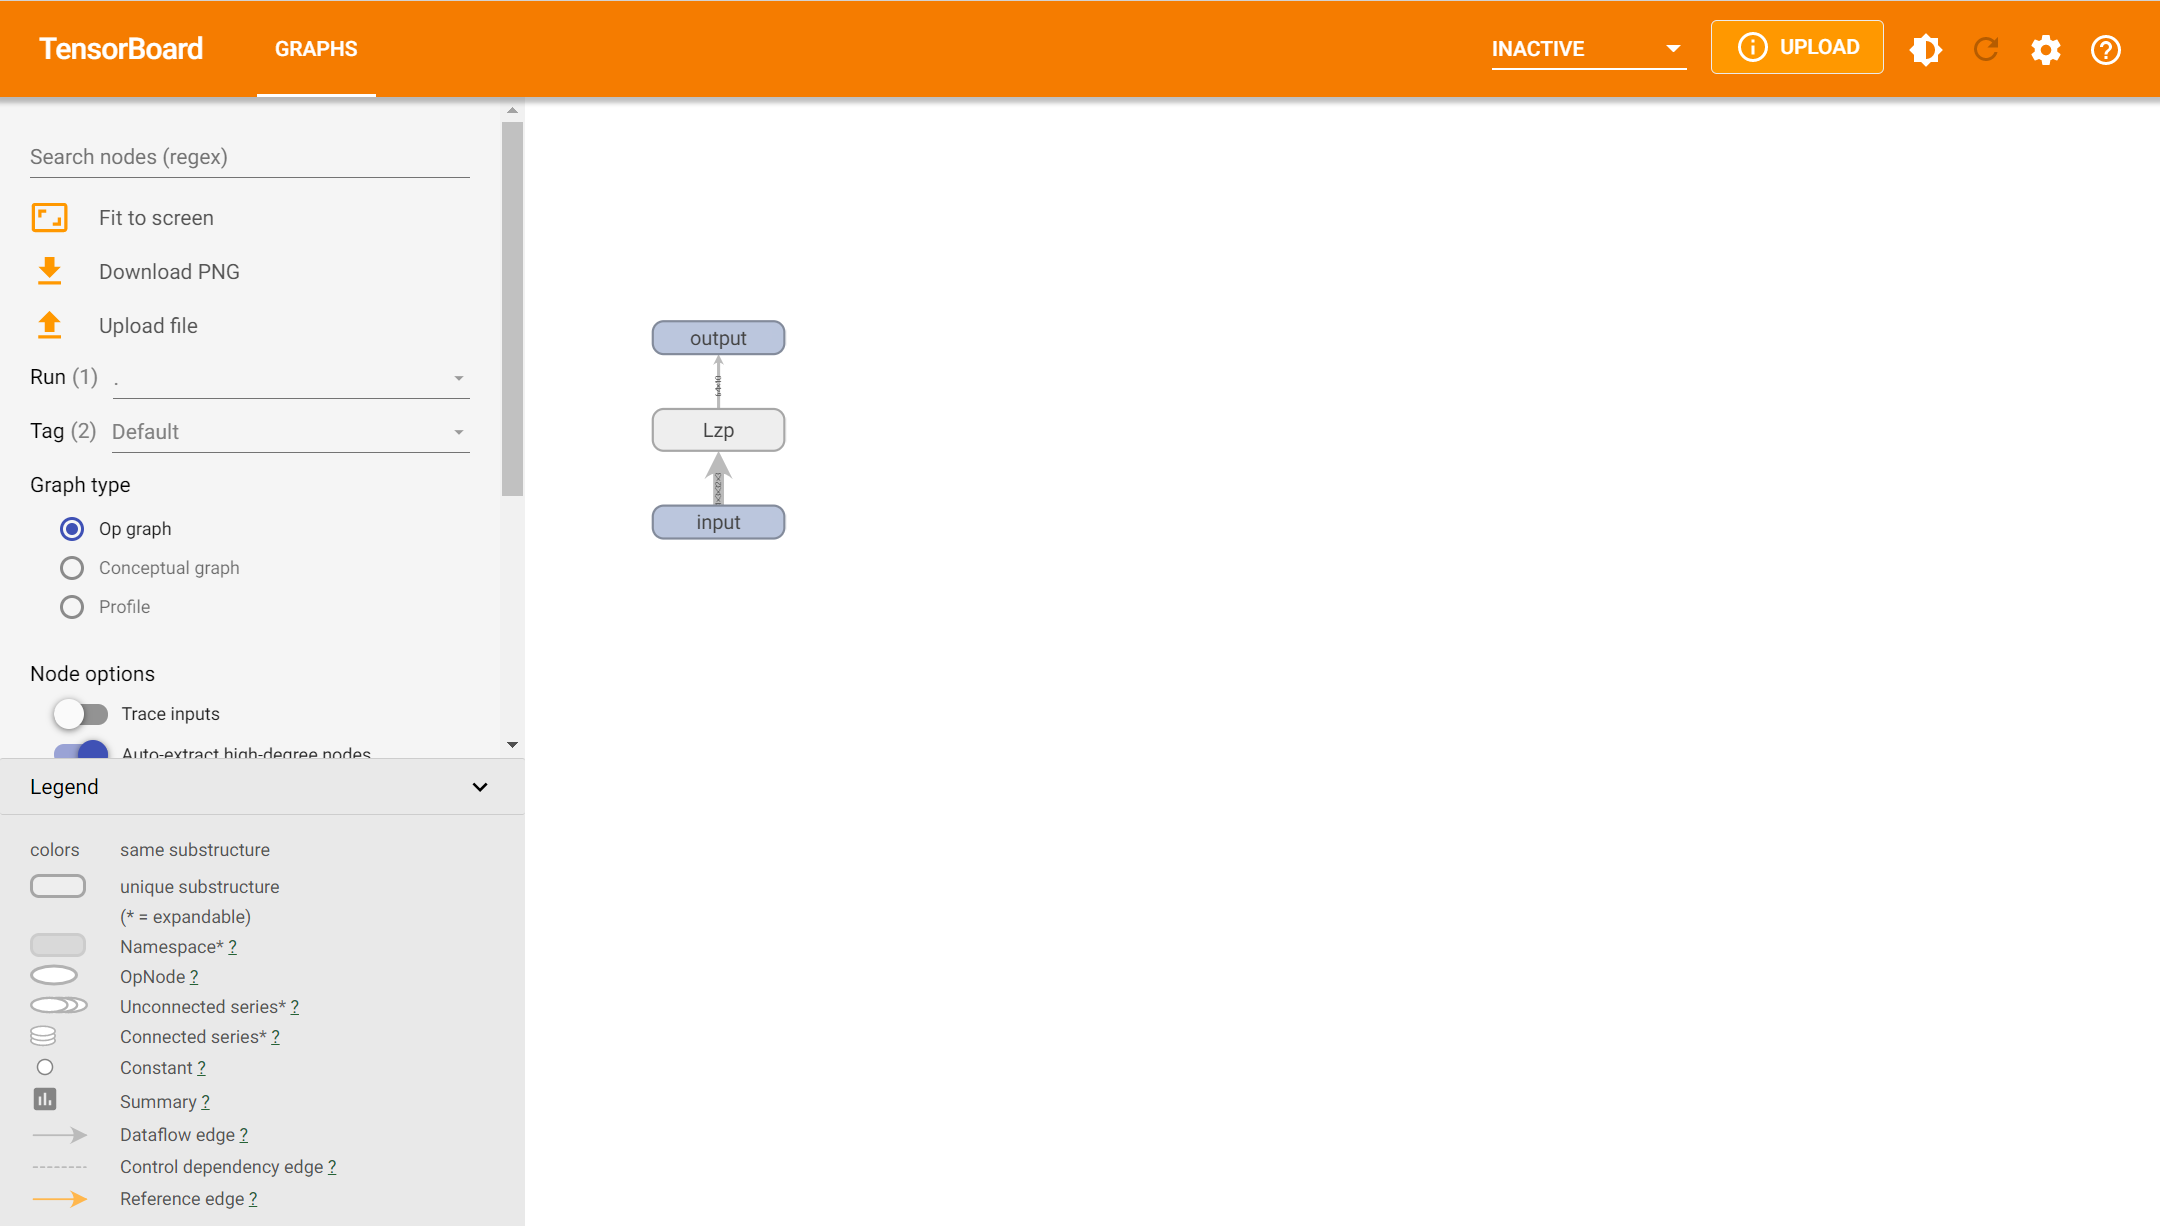 TensorBoard GRAPHS INACTIVE UPLOAD
Search nodes (regex)
Fit to screen
Download PNG
Upload file
Run (1) .
Tag (2) Default
Graph type
Op graph
Conceptual graph
Profile
Node options
Trace inputs
Auto-extract high-degree nodes
Legend
colors same substructure
unique substructure
(* = expandable)
Namespace* ?
OpNode ?
Unconnected series* ?
Connected series* ?
Constant ?
Summary ?
Dataflow edge ?
Control dependency edge ?
Reference edge ?
output
64×10
Lzp
input